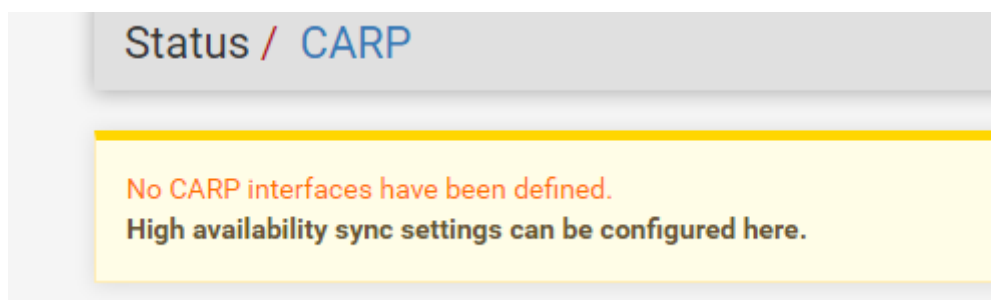 Status / CARP
No CARP interfaces have been defined.
High availability sync settings can be configured here.